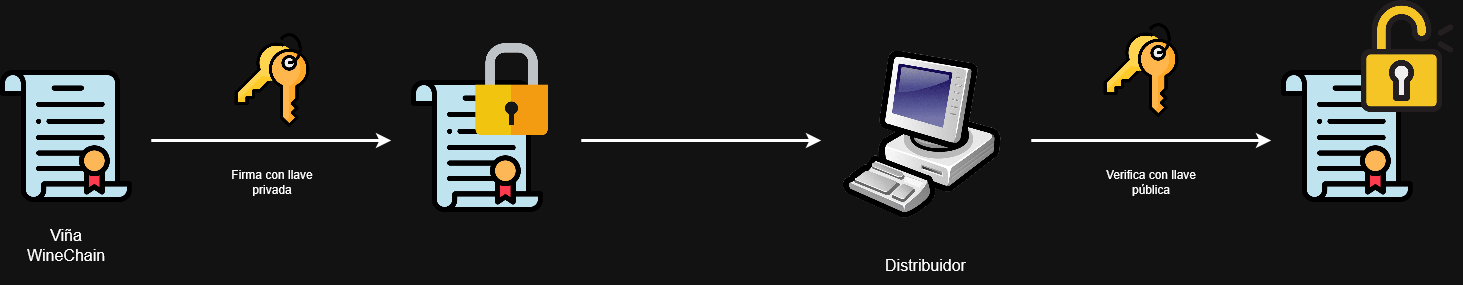 Firma con llave
privada
Verifica con llave
pública
Viña
WineChain
Distribuidor